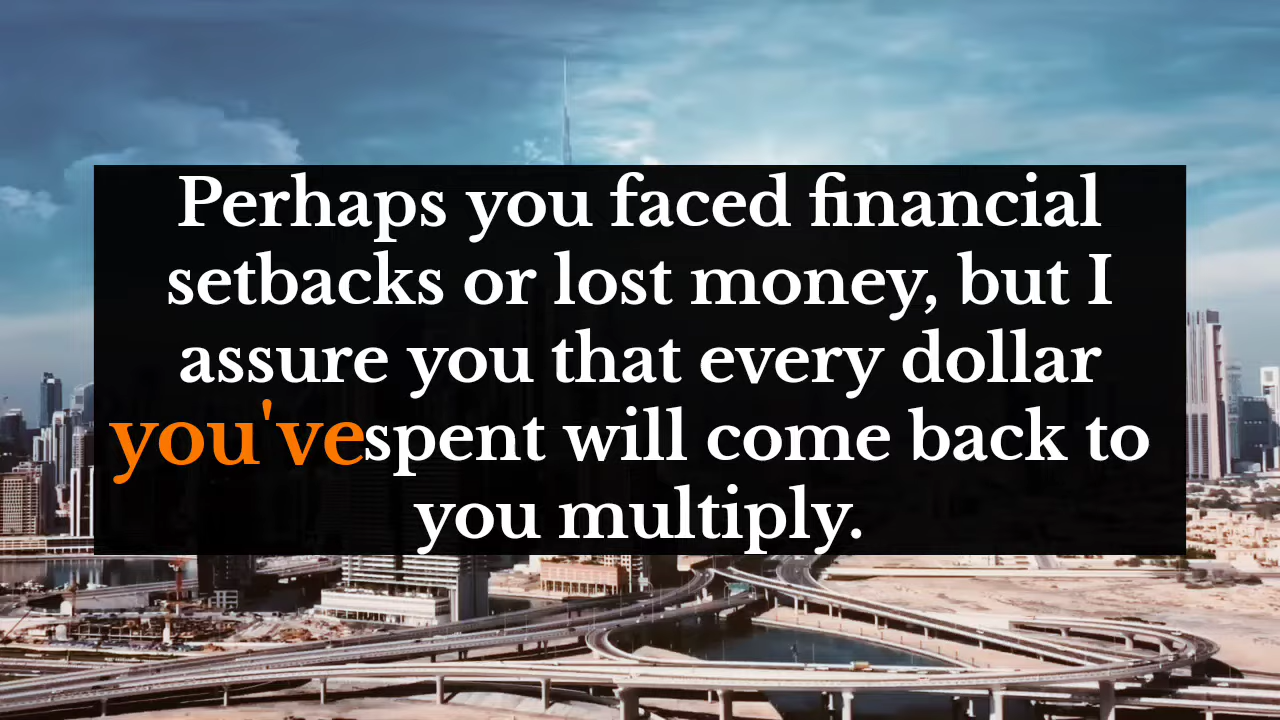 Perhaps you faced financial
setbacks or lost money, but I
assure you that every dollar
you've spent will come back to
you multiply.